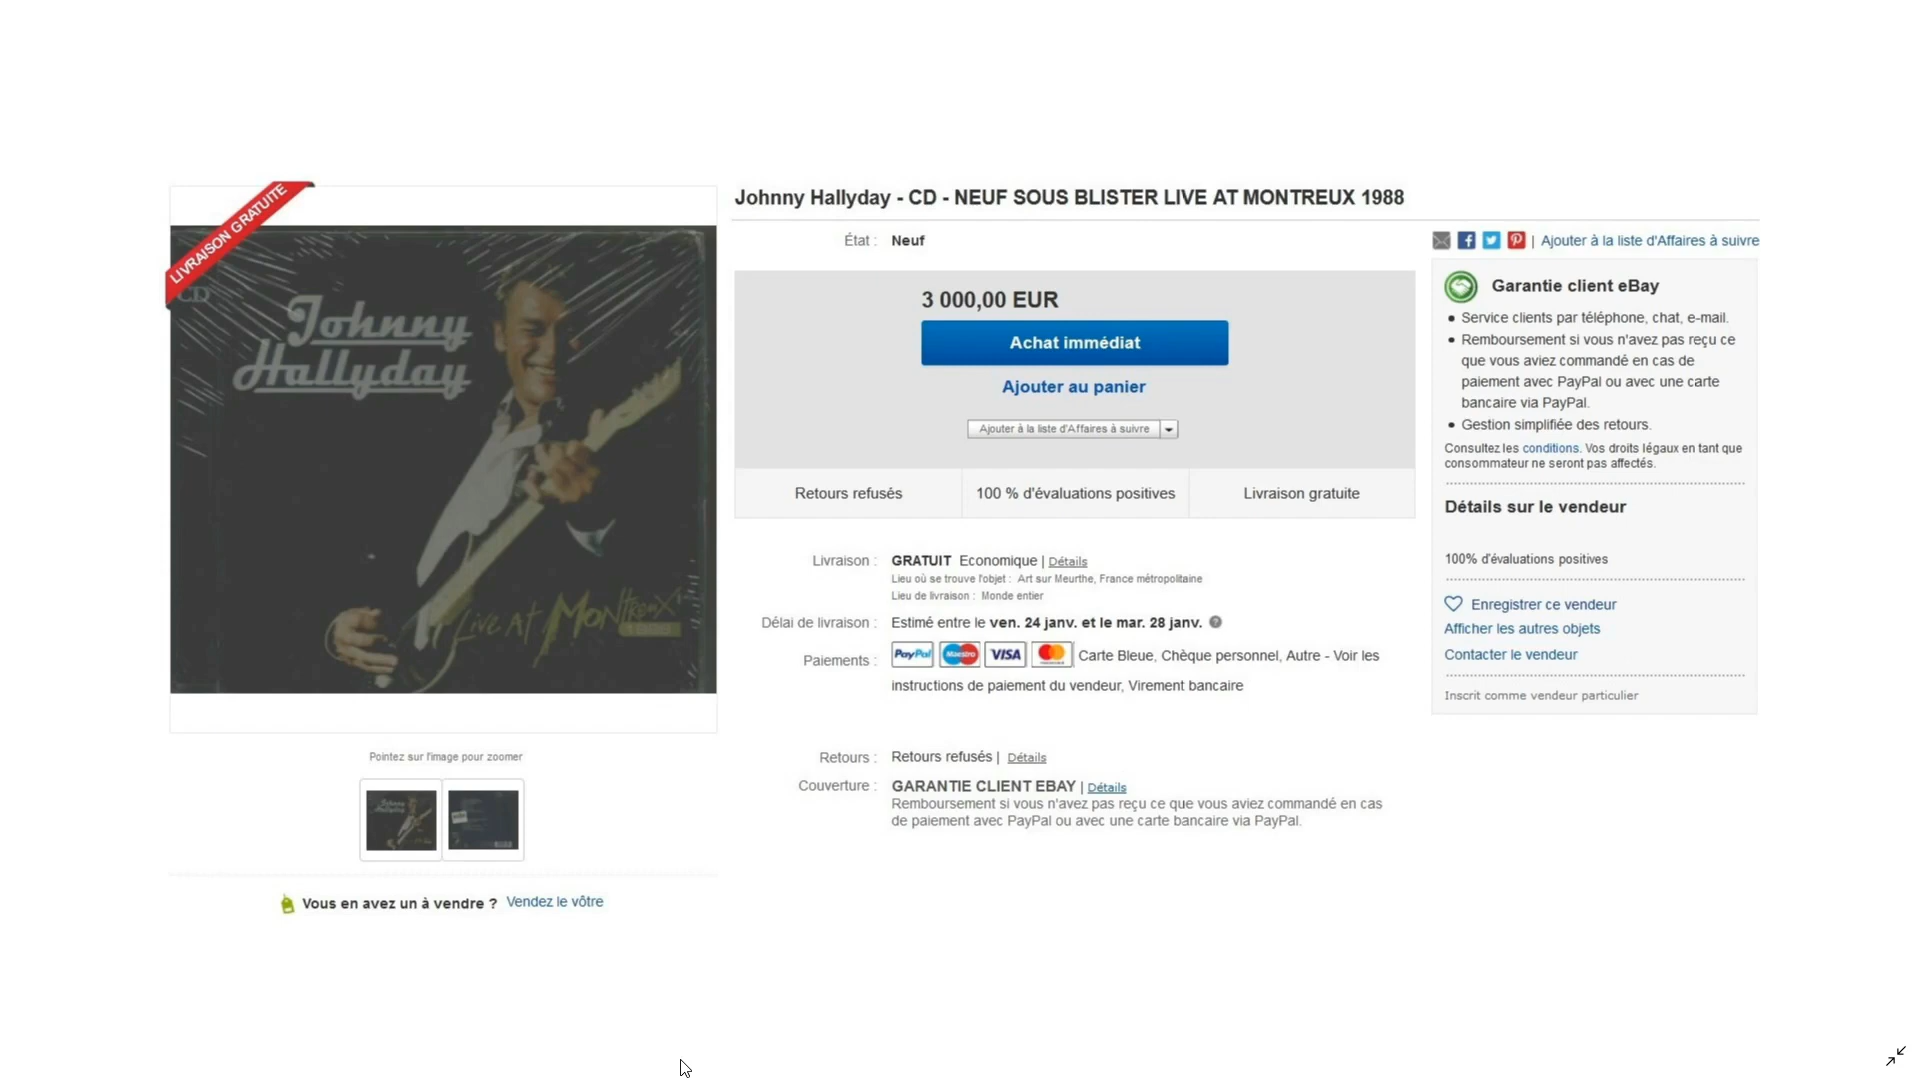 LIVRAISON GRATUITE
CD
Johnny
Hallyday
Live AT MONTREUX
1988
Pointez sur l'image pour zoomer
Vous en avez un à vendre ? Vendez le vôtre
Johnny Hallyday - CD - NEUF SOUS BLISTER LIVE AT MONTREUX 1988
État : Neuf
3 000,00 EUR
Achat immédiat
Ajouter au panier
Ajouter à la liste d'Affaires à suivre
Retours refusés
100 % d'évaluations positives
Livraison gratuite
Livraison : GRATUIT Economique | Détails
Lieu où se trouve l'objet : Art sur Meurthe, France métropolitaine
Lieu de livraison : Monde entier
Délai de livraison : Estimé entre le ven. 24 janv. et le mar. 28 janv. ?
Paiements : PayPal Maestro VISA Carte Bleue, Chèque personnel, Autre - Voir les
instructions de paiement du vendeur, Virement bancaire
Retours : Retours refusés | Détails
Couverture : GARANTIE CLIENT EBAY | Détails
Remboursement si vous n'avez pas reçu ce que vous aviez commandé en cas
de paiement avec PayPal ou avec une carte bancaire via PayPal.
| Ajouter à la liste d'Affaires à suivre
Garantie client eBay
• Service clients par téléphone, chat, e-mail.
• Remboursement si vous n'avez pas reçu ce
que vous aviez commandé en cas de
paiement avec PayPal ou avec une carte
bancaire via PayPal.
• Gestion simplifiée des retours.
Consultez les conditions. Vos droits légaux en tant que
consommateur ne seront pas affectés.
Détails sur le vendeur
100% d'évaluations positives
Enregistrer ce vendeur
Afficher les autres objets
Contacter le vendeur
Inscrit comme vendeur particulier